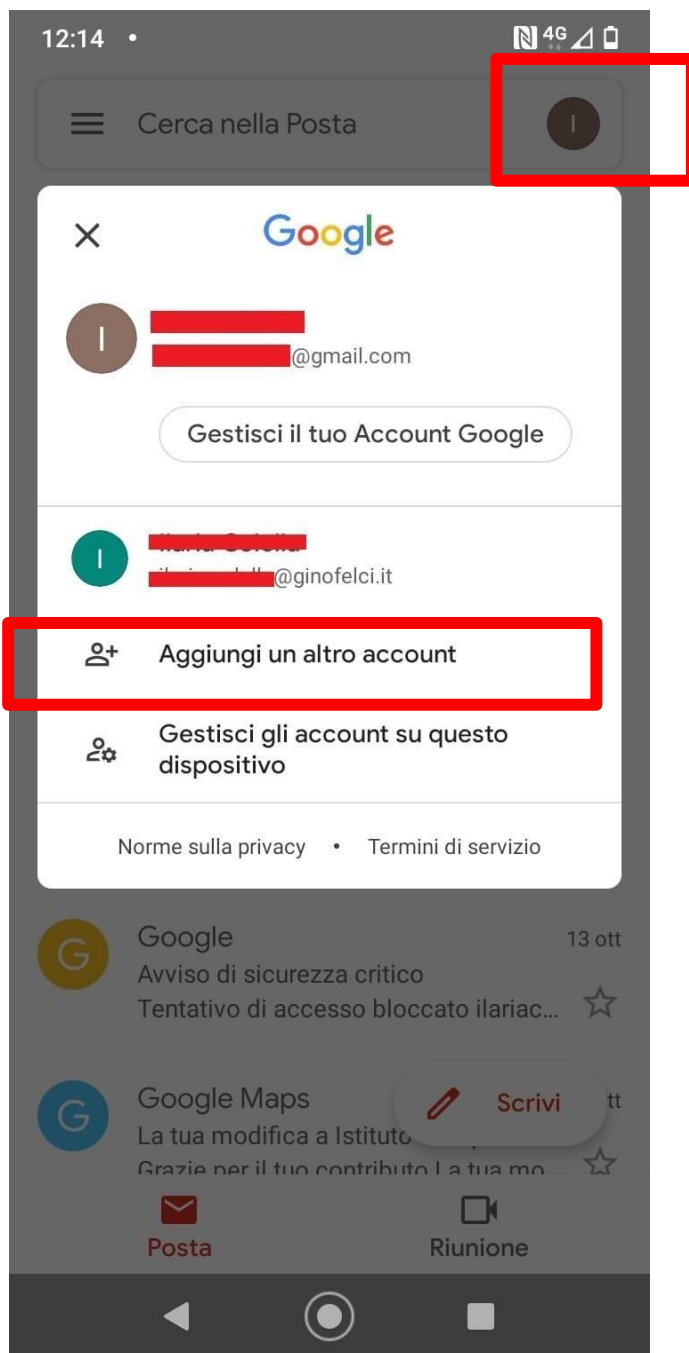 12:14
4G
Cerca nella Posta
I
Google
I
@gmail.com
Gestisci il tuo Account Google
I
@ginofelci.it
Aggiungi un altro account
Gestisci gli account su questo
dispositivo
Norme sulla privacy • Termini di servizio
G
Google
13 ott
Avviso di sicurezza critico
Tentativo di accesso bloccato ilariac...
G
Google Maps
tt
La tua modifica a Istituto
Scrivi
Grazie per il tuo contributo La tua mo
Posta
Riunione